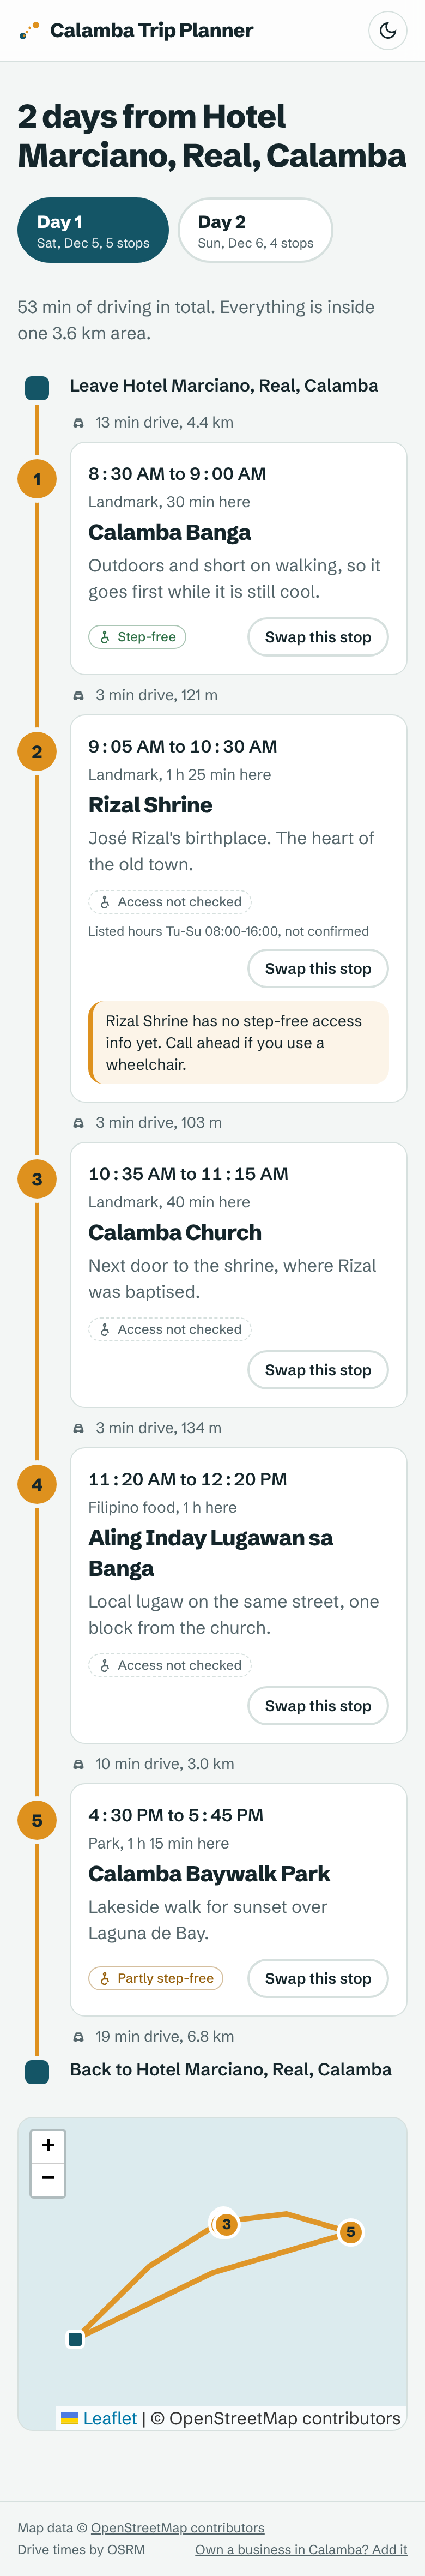 Calamba Trip Planner
2 days from Hotel
Marciano, Real, Calamba
Day 1
Sat, Dec 5, 5 stops
Day 2
Sun, Dec 6, 4 stops
53 min of driving in total. Everything is inside
one 3.6 km area.
Leave Hotel Marciano, Real, Calamba
13 min drive, 4.4 km
1
8:30 AM to 9:00 AM
Landmark, 30 min here
Calamba Banga
Outdoors and short on walking, so it
goes first while it is still cool.
Step-free
Swap this stop
3 min drive, 121 m
2
9:05 AM to 10:30 AM
Landmark, 1 h 25 min here
Rizal Shrine
José Rizal's birthplace. The heart of
the old town.
Access not checked
Listed hours Tu-Su 08:00-16:00, not confirmed
Swap this stop
Rizal Shrine has no step-free access
info yet. Call ahead if you use a
wheelchair.
3 min drive, 103 m
3
10:35 AM to 11:15 AM
Landmark, 40 min here
Calamba Church
Next door to the shrine, where Rizal
was baptised.
Access not checked
Swap this stop
3 min drive, 134 m
4
11:20 AM to 12:20 PM
Filipino food, 1 h here
Aling Inday Lugawan sa
Banga
Local lugaw on the same street, one
block from the church.
Access not checked
Swap this stop
10 min drive, 3.0 km
5
4:30 PM to 5:45 PM
Park, 1 h 15 min here
Calamba Baywalk Park
Lakeside walk for sunset over
Laguna de Bay.
Partly step-free
Swap this stop
19 min drive, 6.8 km
Back to Hotel Marciano, Real, Calamba
+
−
3
5
Leaflet | © OpenStreetMap contributors
Map data © OpenStreetMap contributors
Drive times by OSRM
Own a business in Calamba? Add it